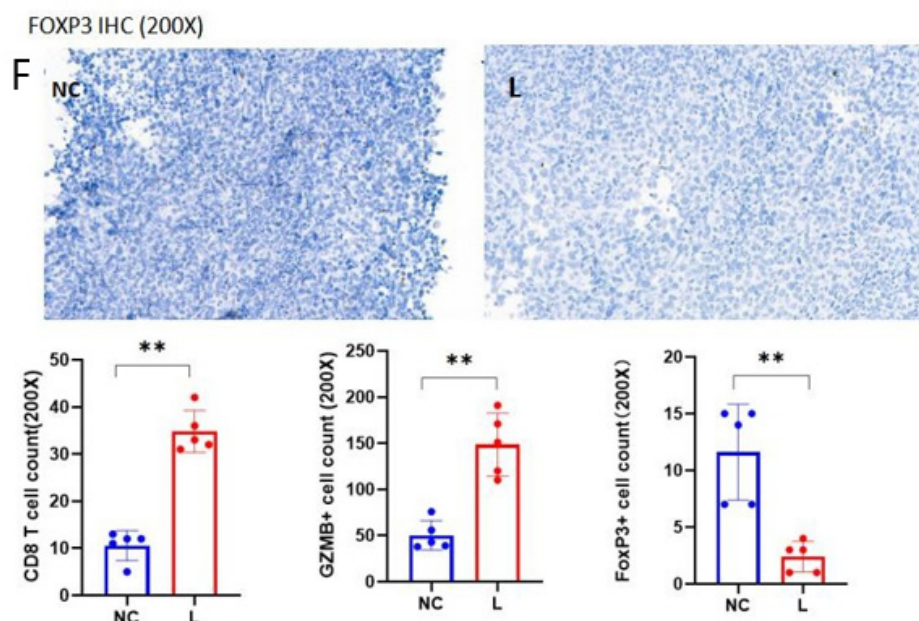 FOXP3 IHC (200X)
F
NC
L
CD8 T cell count(200X)
50
40
30
20
10
0
**
NC
L
GZMB+ cell count (200X)
250
200
150
100
50
0
**
NC
L
FoxP3+ cell count(200X)
20
15
10
5
0
**
NC
L